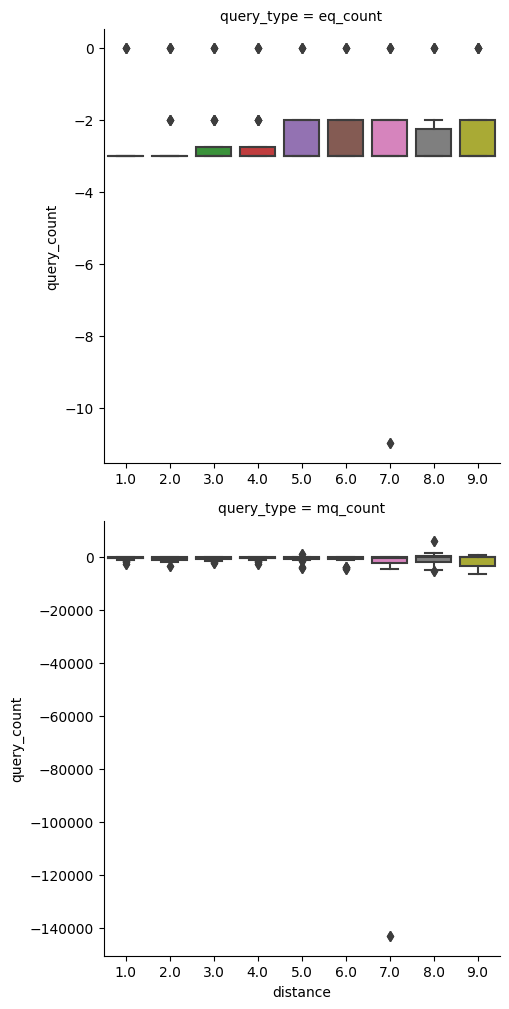 query_type = eq_count
0
−2
−4
−6
−8
−10
query_count
1.0 2.0 3.0 4.0 5.0 6.0 7.0 8.0 9.0
query_type = mq_count
0
−20000
−40000
−60000
−80000
−100000
−120000
−140000
query_count
1.0 2.0 3.0 4.0 5.0 6.0 7.0 8.0 9.0
distance